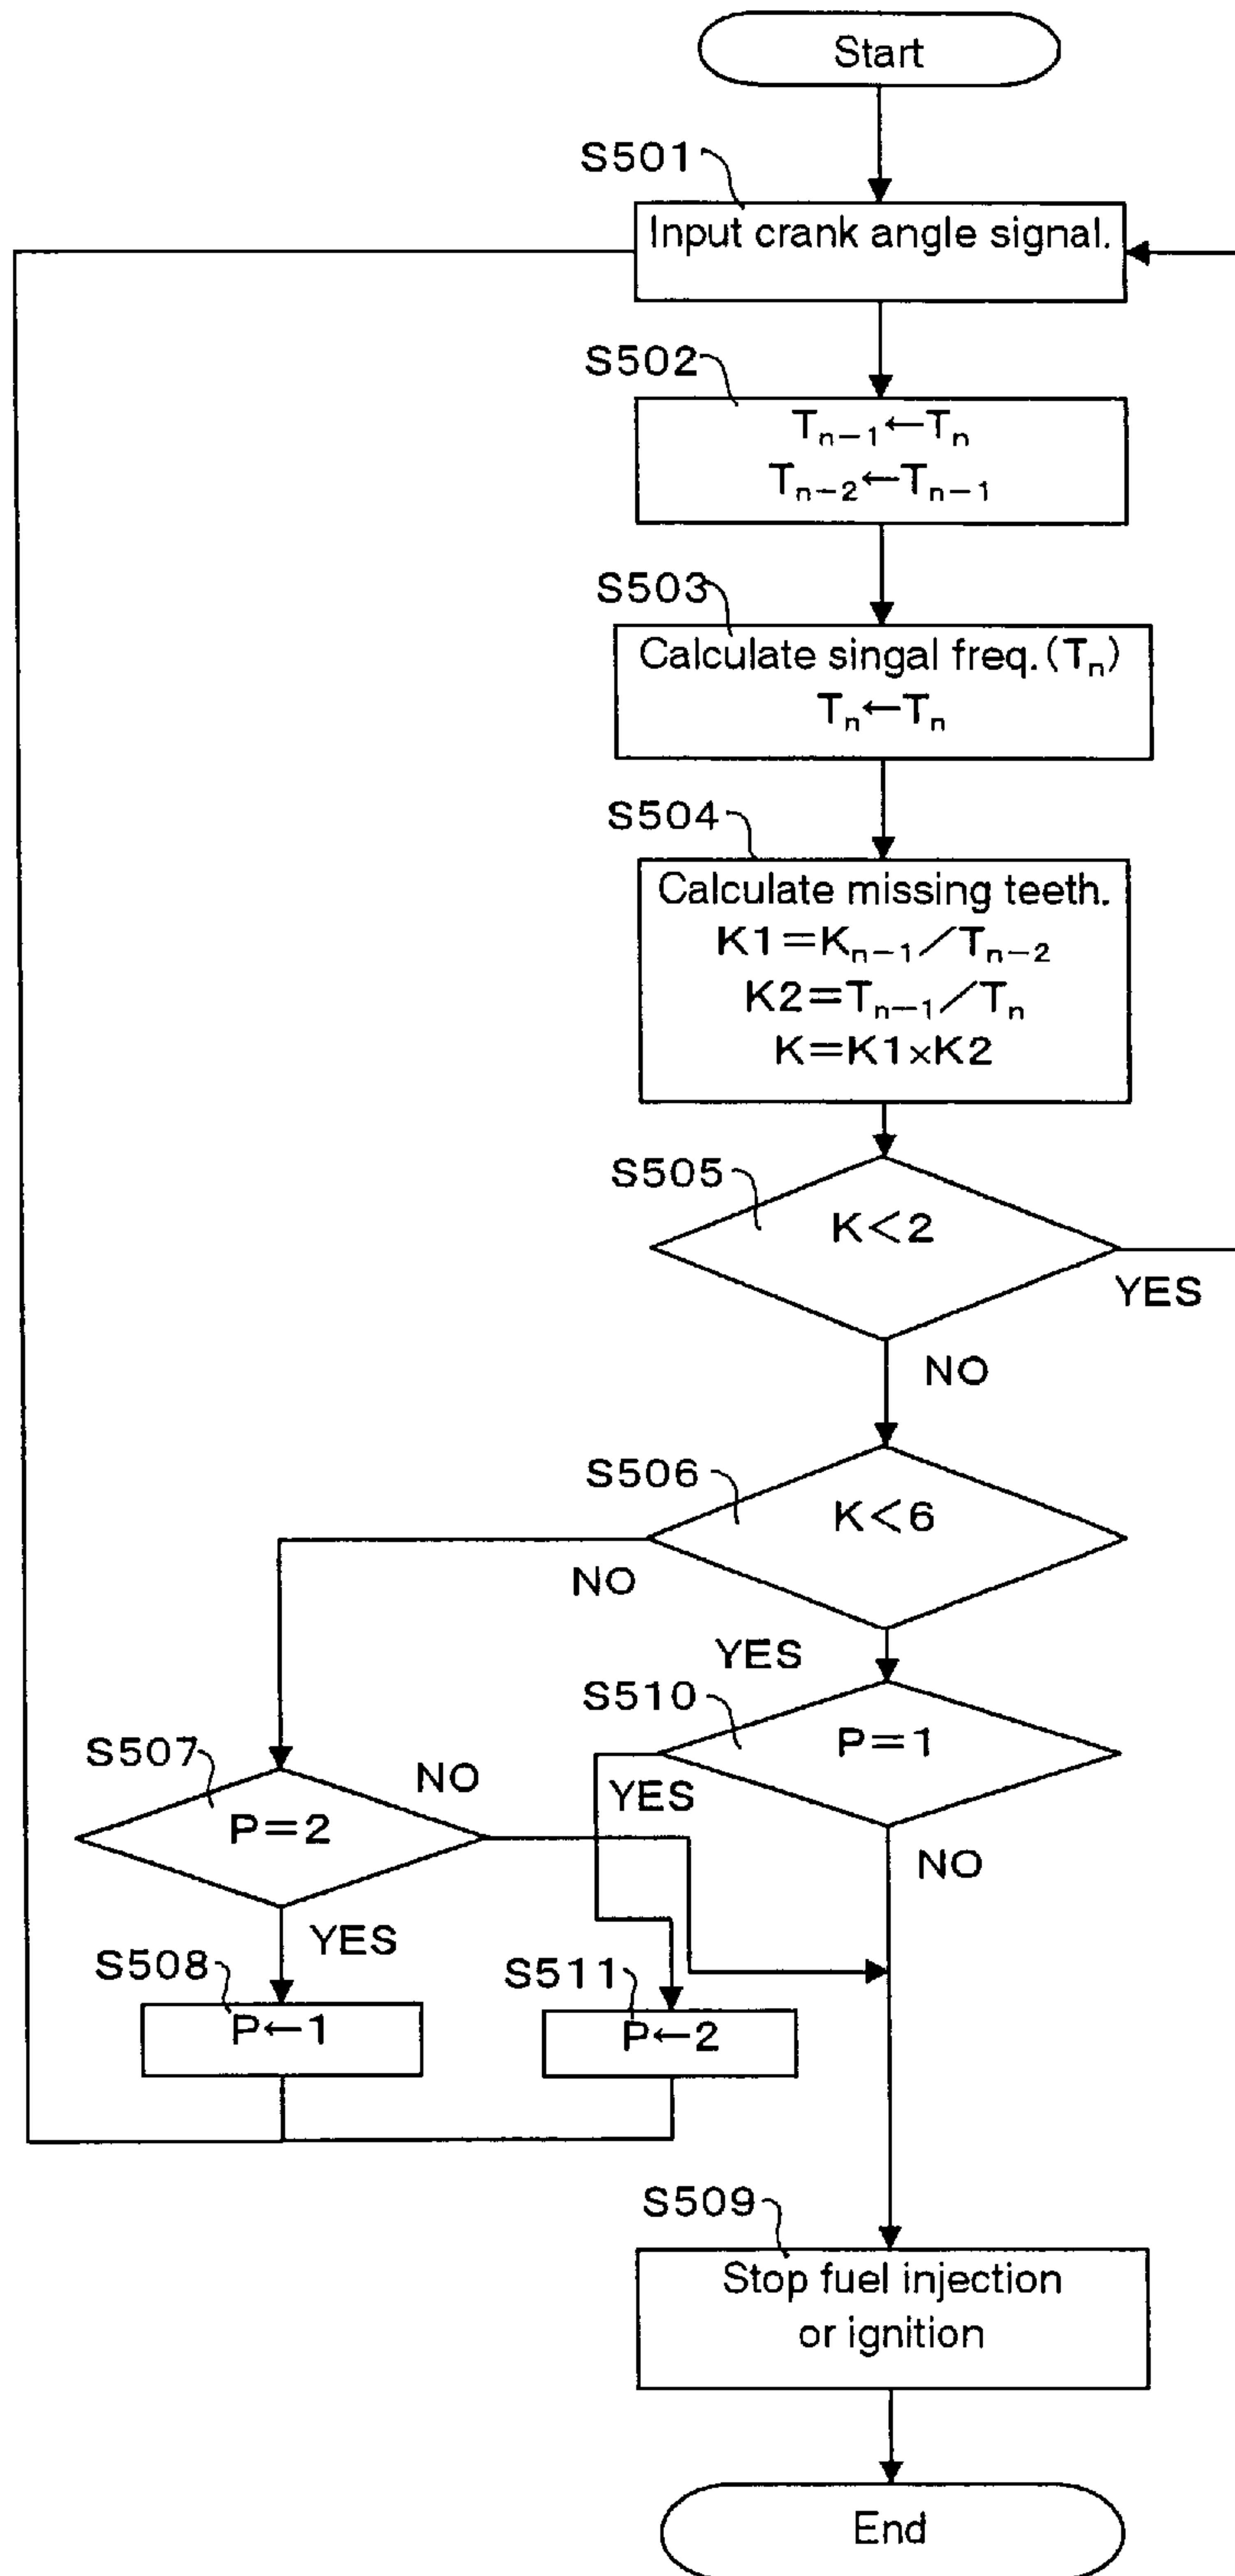 Start
S501
Input crank angle signal.
S502
Tn-1←Tn
Tn-2←Tn-1
S503
Calculate singal freq.(Tn)
Tn←Tn
S504
Calculate missing teeth.
K1=Kn-1/Tn-2
K2=Tn-1/Tn
K=K1×K2
S505
K<2
YES
NO
S506
K<6
NO
YES
S510
P=1
YES
NO
S507
P=2
NO
YES
S508
P←1
S511
P←2
S509
Stop fuel injection
or ignition
End